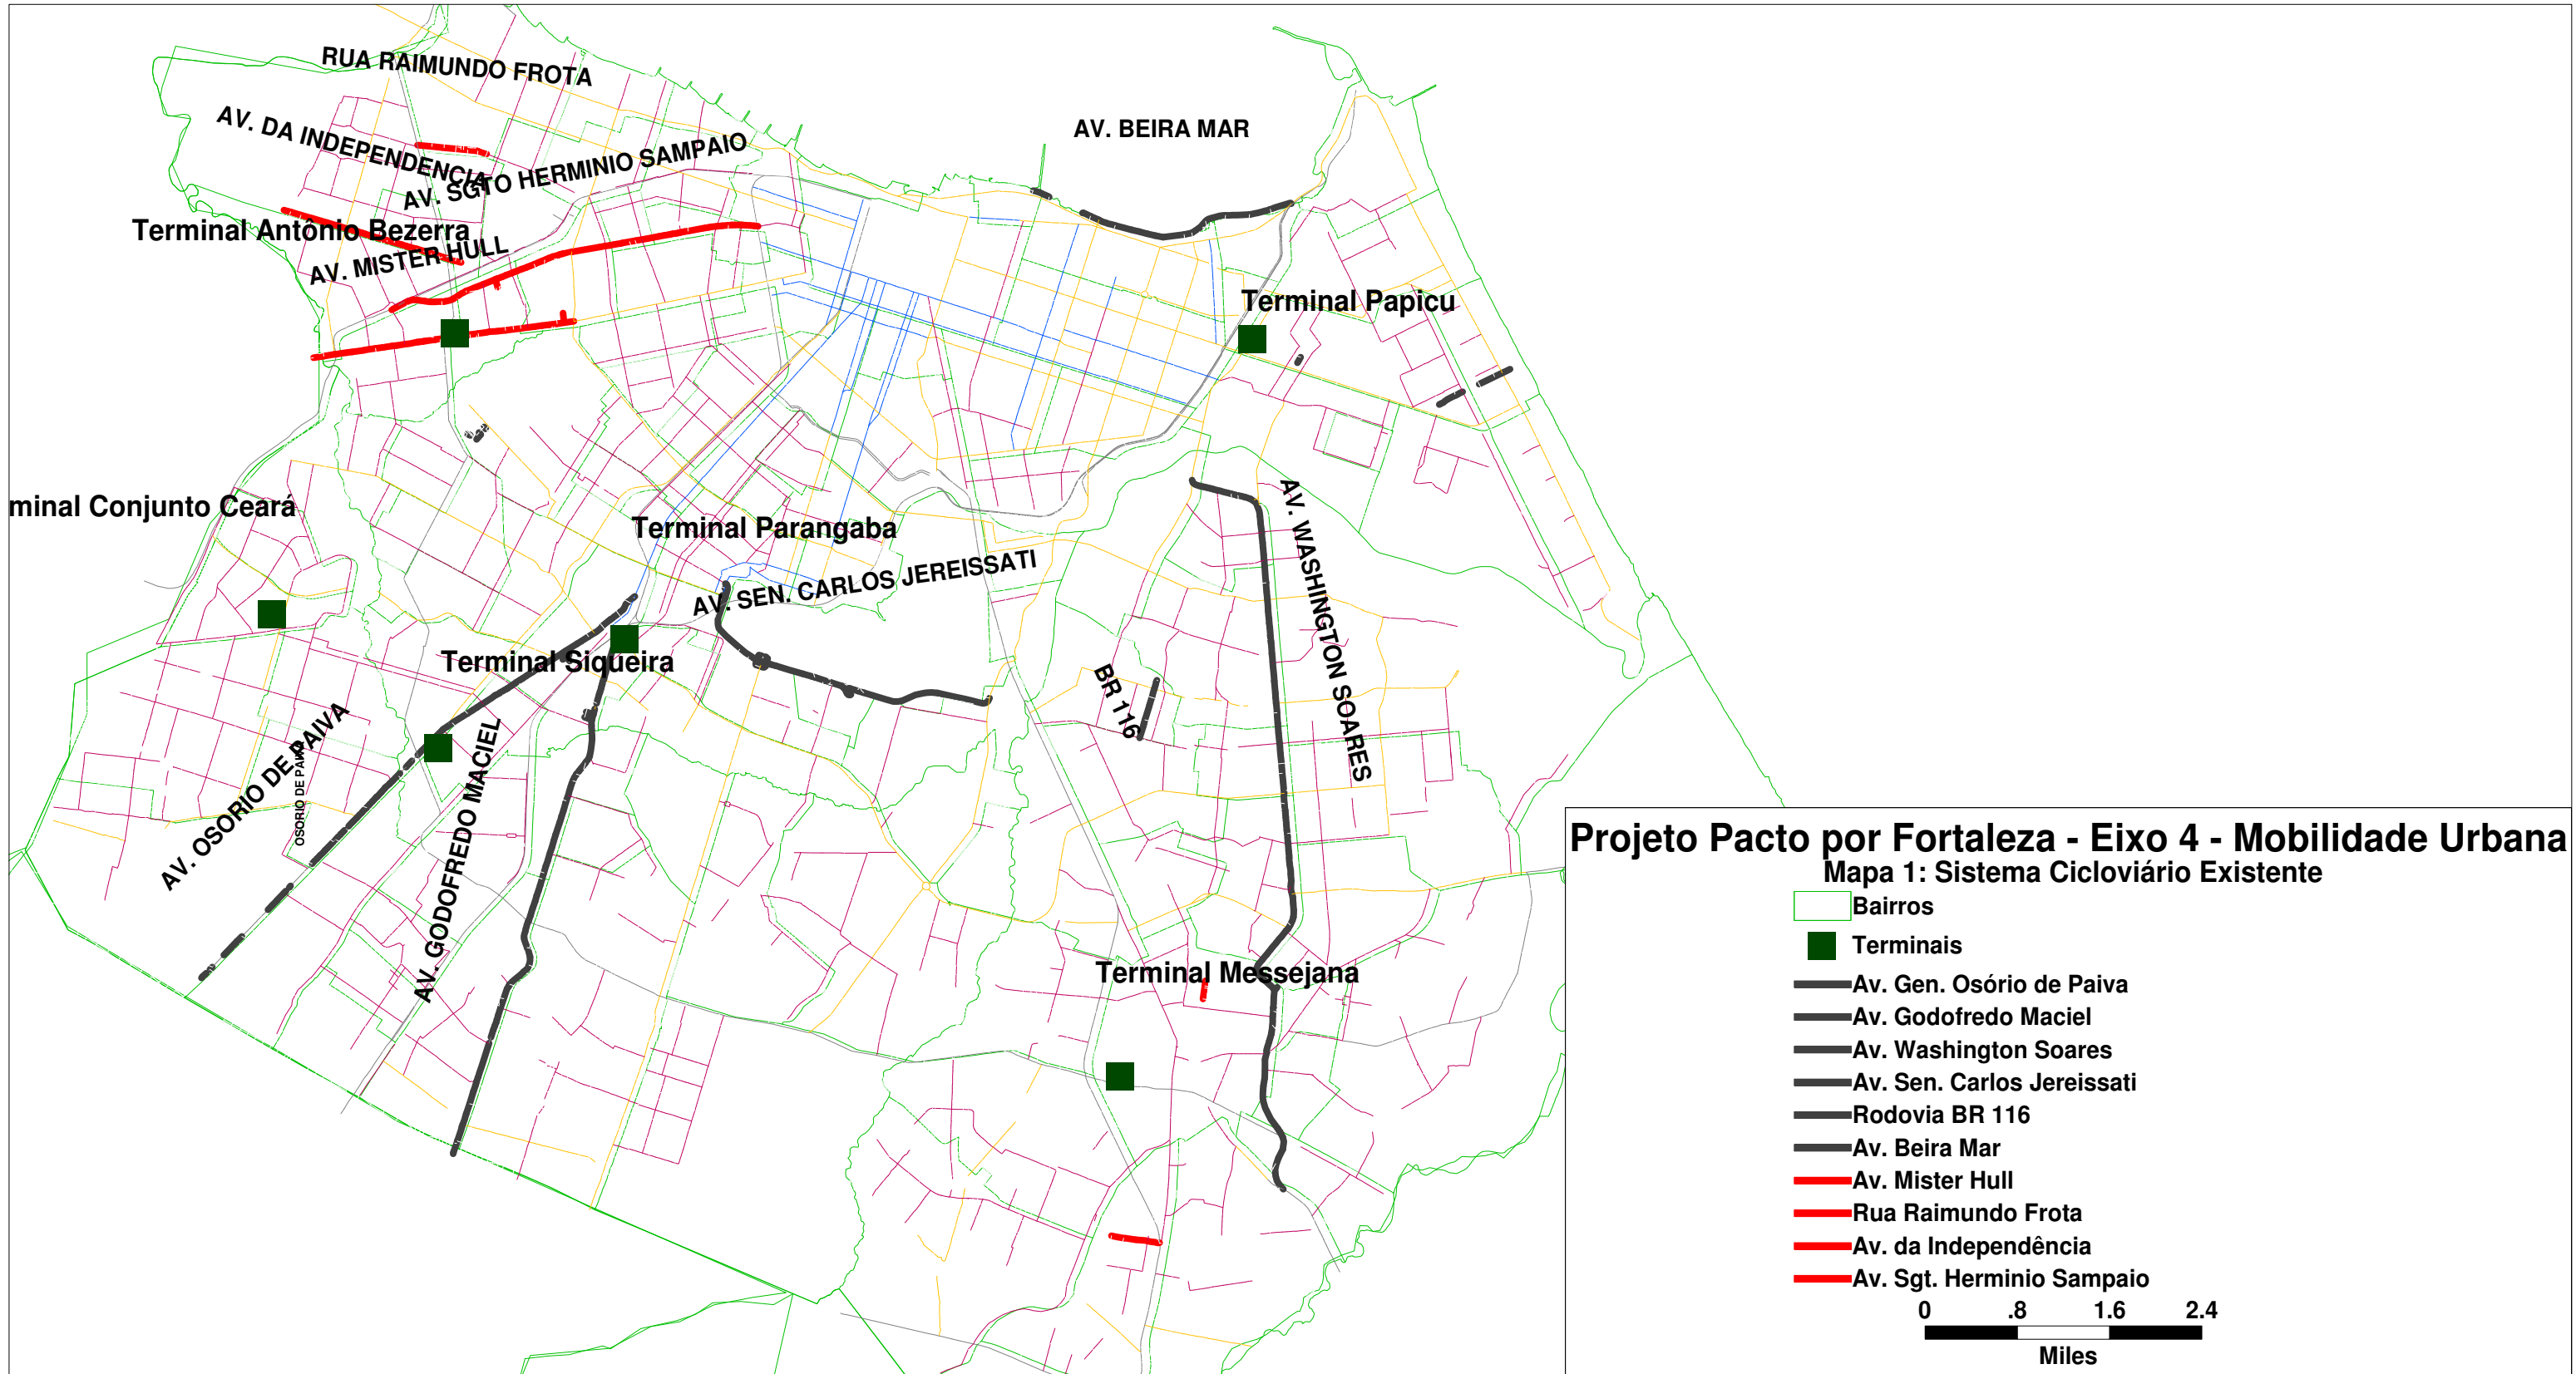 RUA RAIMUNDO FROTA
AV. DA INDEPENDENCIA
AV. SGTO HERMINIO SAMPAIO
AV. BEIRA MAR
Terminal Antônio Bezerra
AV. MISTER HULL
Terminal Papicu
minal Conjunto Ceará
Terminal Parangaba
AV. SEN. CARLOS JEREISSATI
AV. WASHINGTON SOARES
Terminal Siqueira
BR 116
AV. OSORIO DE PAIVA
OSORIO DE PAIVA
AV. GODOFREDO MACIEL
Terminal Messejana
Projeto Pacto por Fortaleza - Eixo 4 - Mobilidade Urbana
Mapa 1: Sistema Cicloviário Existente
Bairros
Terminais
Av. Gen. Osório de Paiva
Av. Godofredo Maciel
Av. Washington Soares
Av. Sen. Carlos Jereissati
Rodovia BR 116
Av. Beira Mar
Av. Mister Hull
Rua Raimundo Frota
Av. da Independência
Av. Sgt. Herminio Sampaio
0 .8 1.6 2.4
Miles